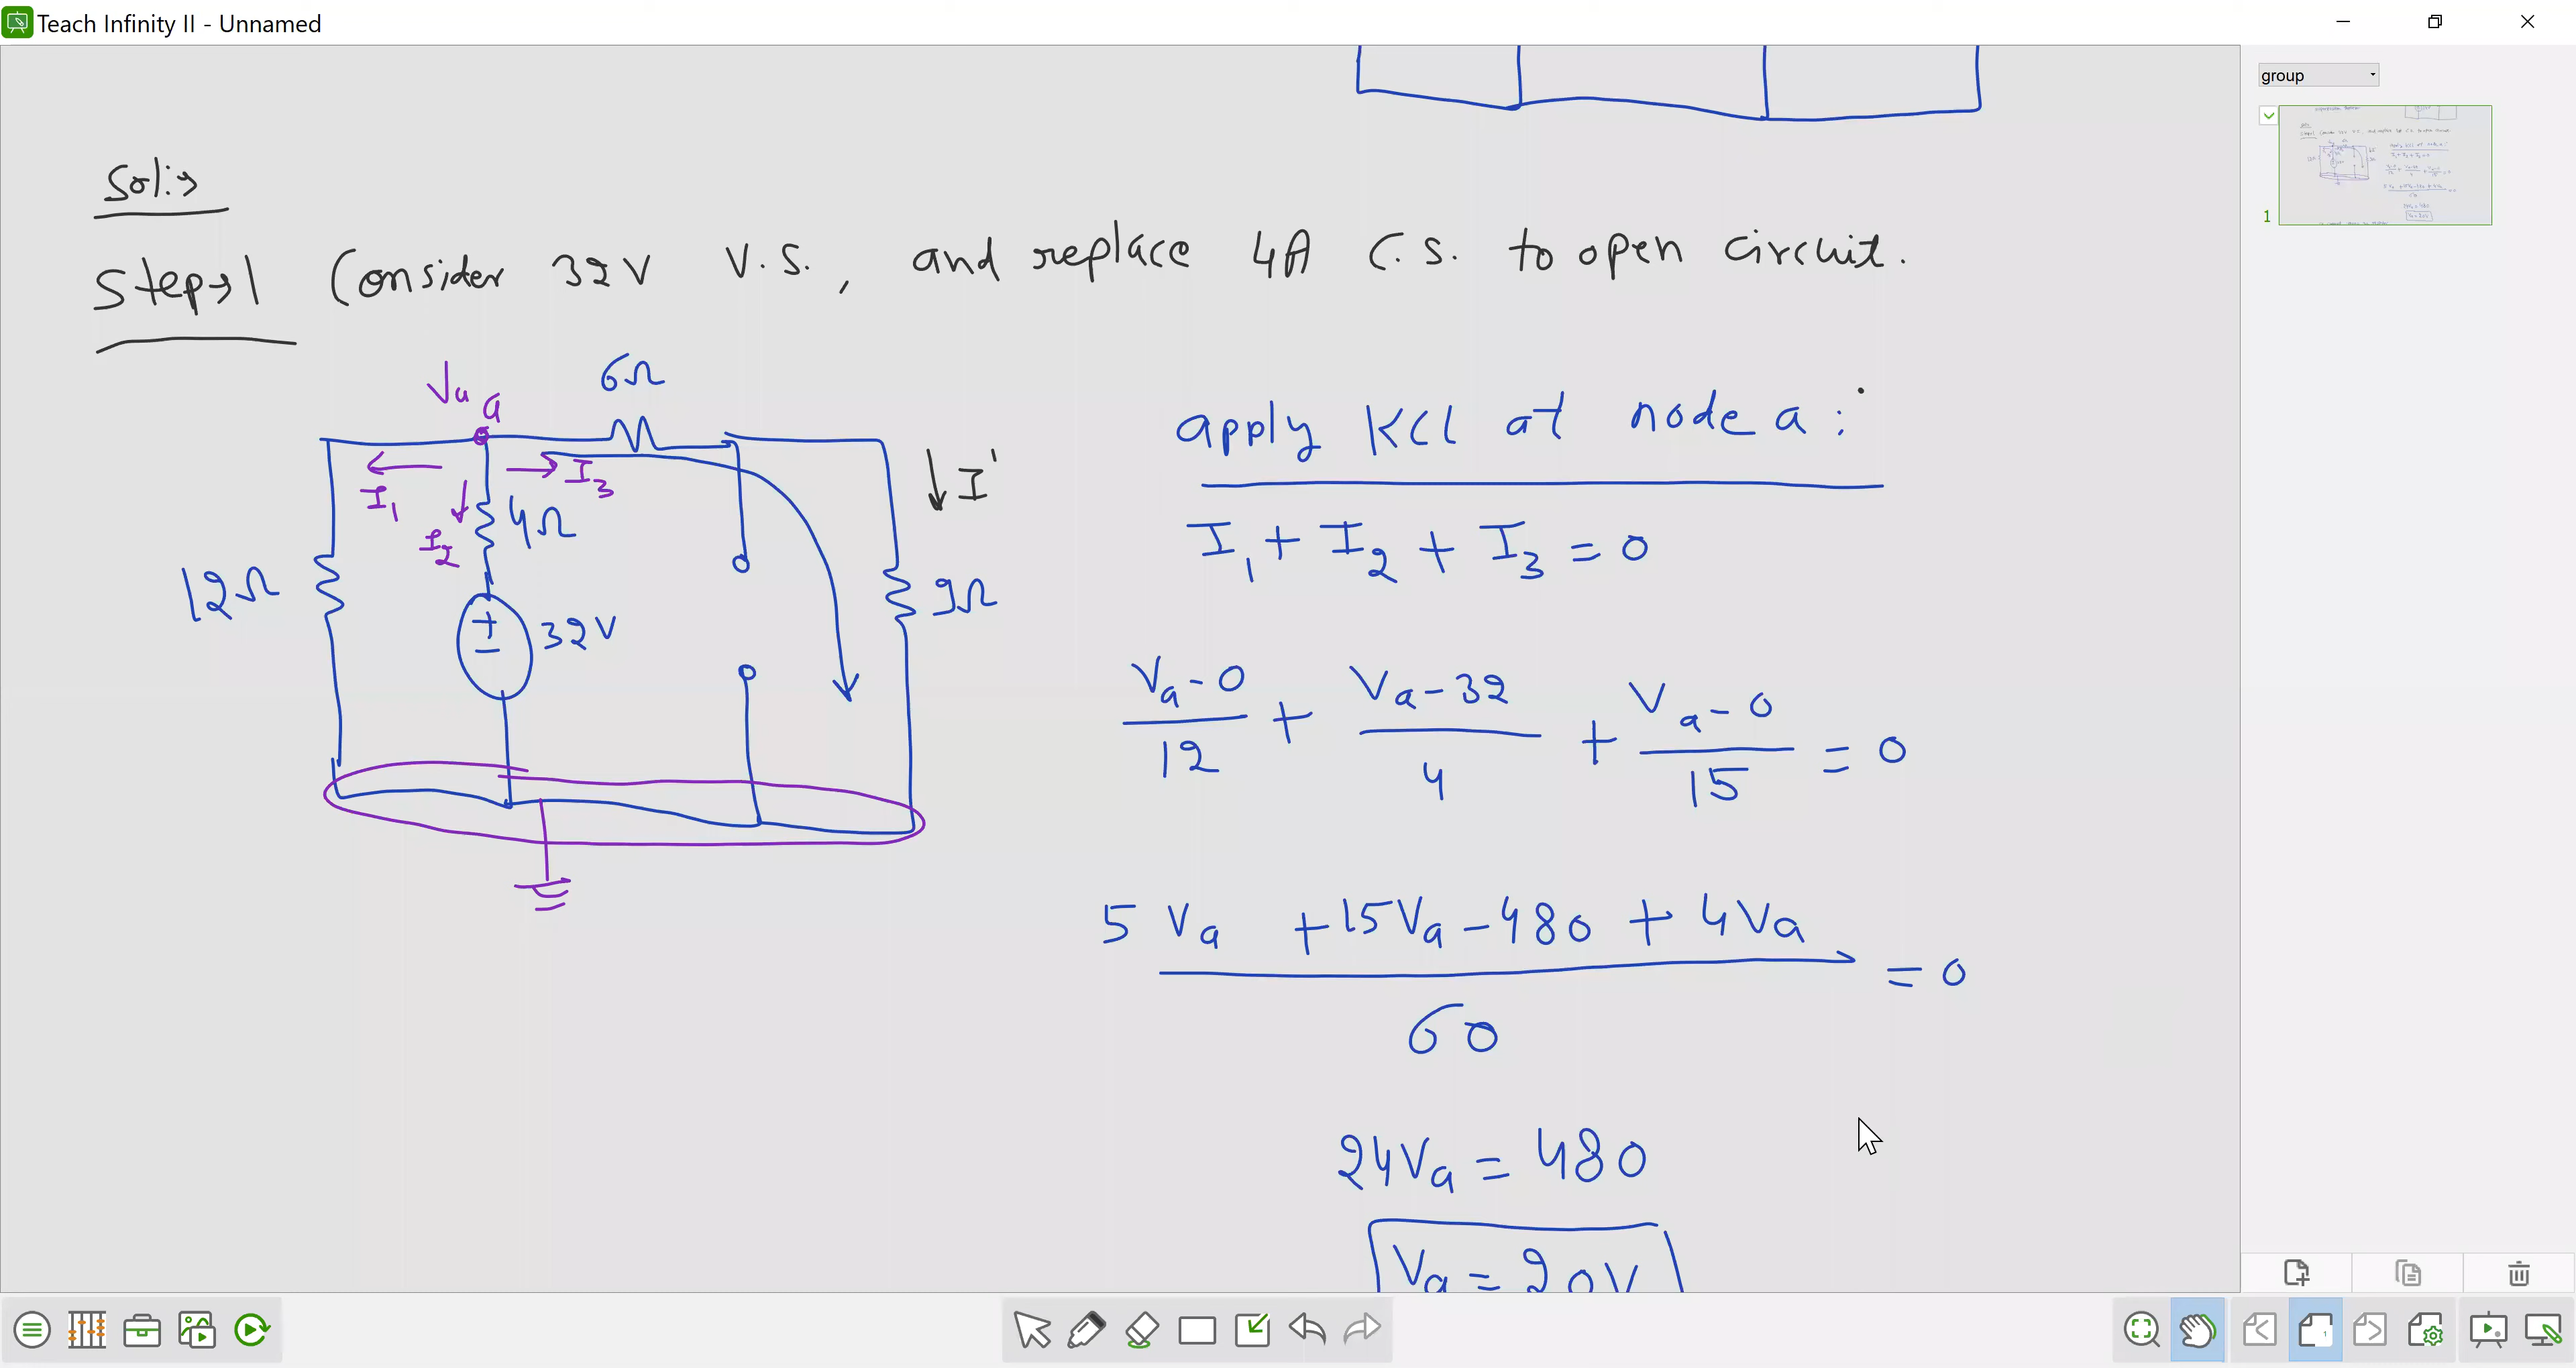 Teach Infinity II - Unnamed
group
1
Sol:→
Step→1 Consider 32V V.S., and replace 4A C.S. to open circuit.
Va a
6Ω
I₁
I₂
I₃
4Ω
I'
12Ω
32V
9Ω
apply KCL at node a:
I₁ + I₂ + I₃ = 0
(Va - 0)/12 + (Va - 32)/4 + (Va - 0)/15 = 0
(5Va + 15Va - 480 + 4Va)/60 = 0
24Va = 480
Va = 20V